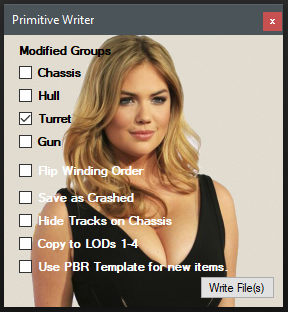 Primitive Writer
x
Modified Groups
Chassis
Hull
Turret
Gun
Flip Winding Order
Save as Crashed
Hide Tracks on Chassis
Copy to LODs 1-4
Use PBR Template for new items.
Write File(s)